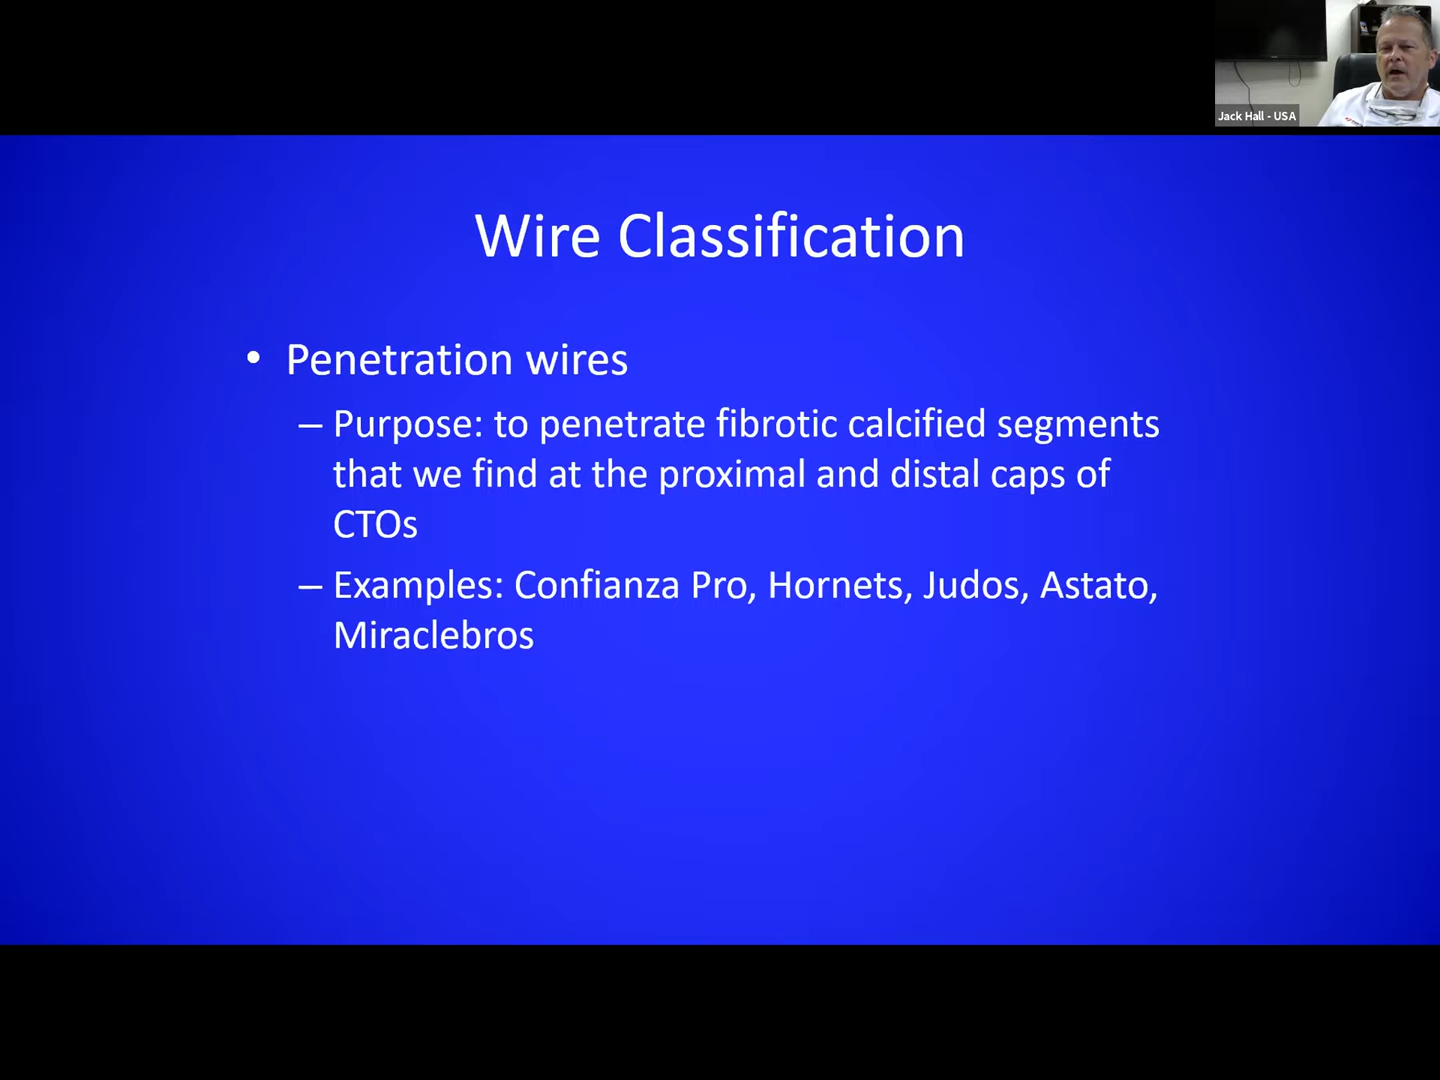 Jack Hall - USA
Wire Classification
• Penetration wires
– Purpose: to penetrate fibrotic calcified segments
that we find at the proximal and distal caps of
CTOs
– Examples: Confianza Pro, Hornets, Judos, Astato,
Miraclebros